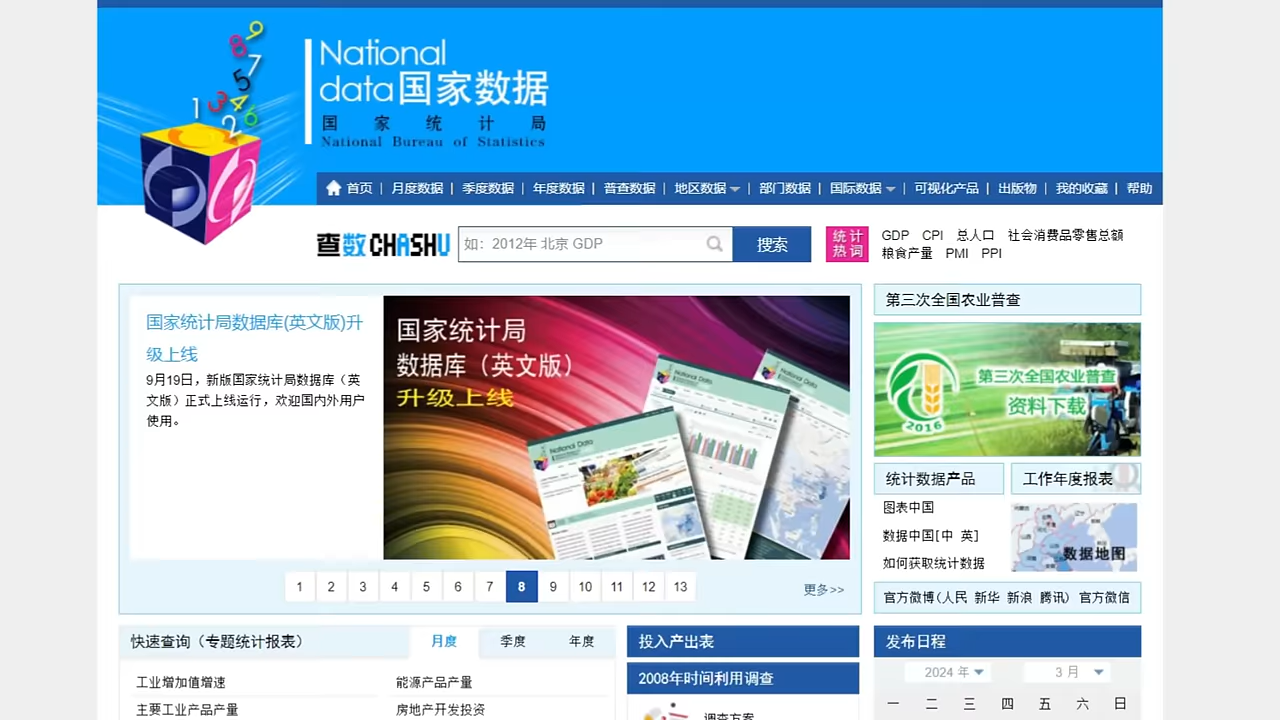 National
data国家数据
国家统计局
National Bureau of Statistics
首页 | 月度数据 | 季度数据 | 年度数据 | 普查数据 | 地区数据 | 部门数据 | 国际数据 | 可视化产品 | 出版物 | 我的收藏 | 帮助
查数CHASHU
如：2012年 北京 GDP
搜索
统计
热词
GDP CPI 总人口 社会消费品零售总额
粮食产量 PMI PPI
国家统计局数据库(英文版)升
级上线
9月19日，新版国家统计局数据库（英
文版）正式上线运行，欢迎国内外用户
使用。
国家统计局
数据库（英文版）
升级上线
National Data
National Data
National Data
1 2 3 4 5 6 7 8 9 10 11 12 13
更多>>
第三次全国农业普查
第三次全国农业普查
资料下载
2016
统计数据产品
工作年度报表
图表中国
数据中国[中 英]
如何获取统计数据
数据地图
官方微博(人民 新华 新浪 腾讯) 官方微信
快速查询（专题统计报表）
月度 季度 年度
工业增加值增速
能源产品产量
主要工业产品产量
房地产开发投资
投入产出表
2008年时间利用调查
调查方案
发布日程
2024 年 3 月
一 二 三 四 五 六 日